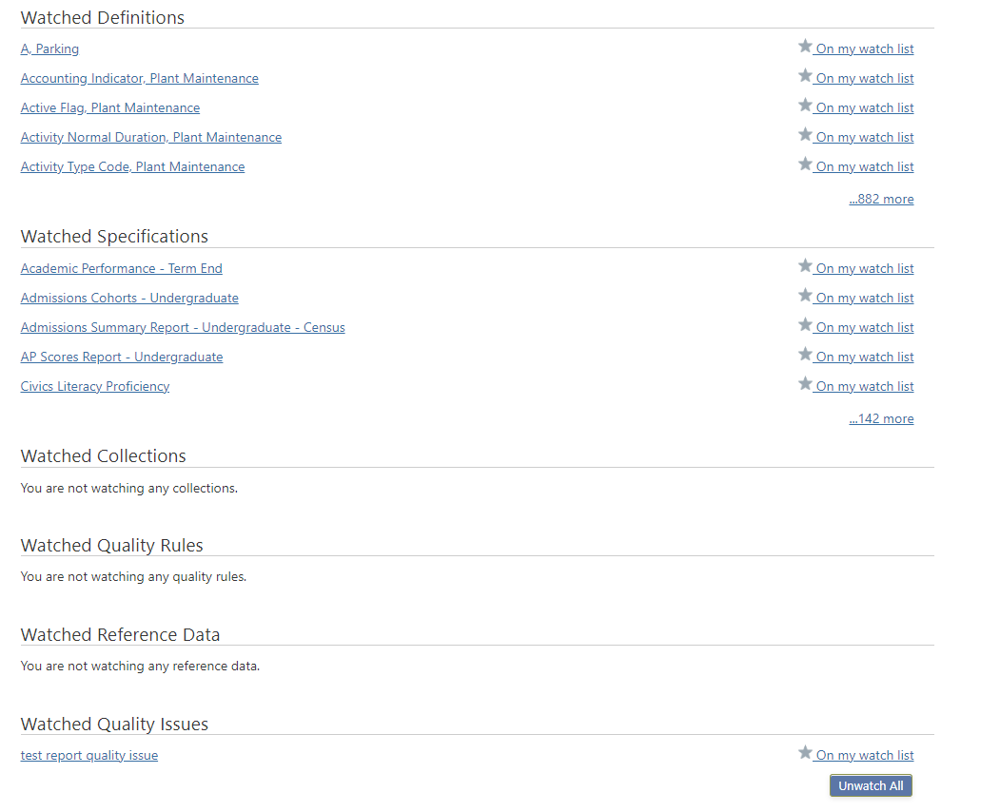 Watched Definitions
A, Parking On my watch list
Accounting Indicator, Plant Maintenance On my watch list
Active Flag, Plant Maintenance On my watch list
Activity Normal Duration, Plant Maintenance On my watch list
Activity Type Code, Plant Maintenance On my watch list
...882 more
Watched Specifications
Academic Performance - Term End On my watch list
Admissions Cohorts - Undergraduate On my watch list
Admissions Summary Report - Undergraduate - Census On my watch list
AP Scores Report - Undergraduate On my watch list
Civics Literacy Proficiency On my watch list
...142 more
Watched Collections
You are not watching any collections.
Watched Quality Rules
You are not watching any quality rules.
Watched Reference Data
You are not watching any reference data.
Watched Quality Issues
test report quality issue On my watch list
Unwatch All